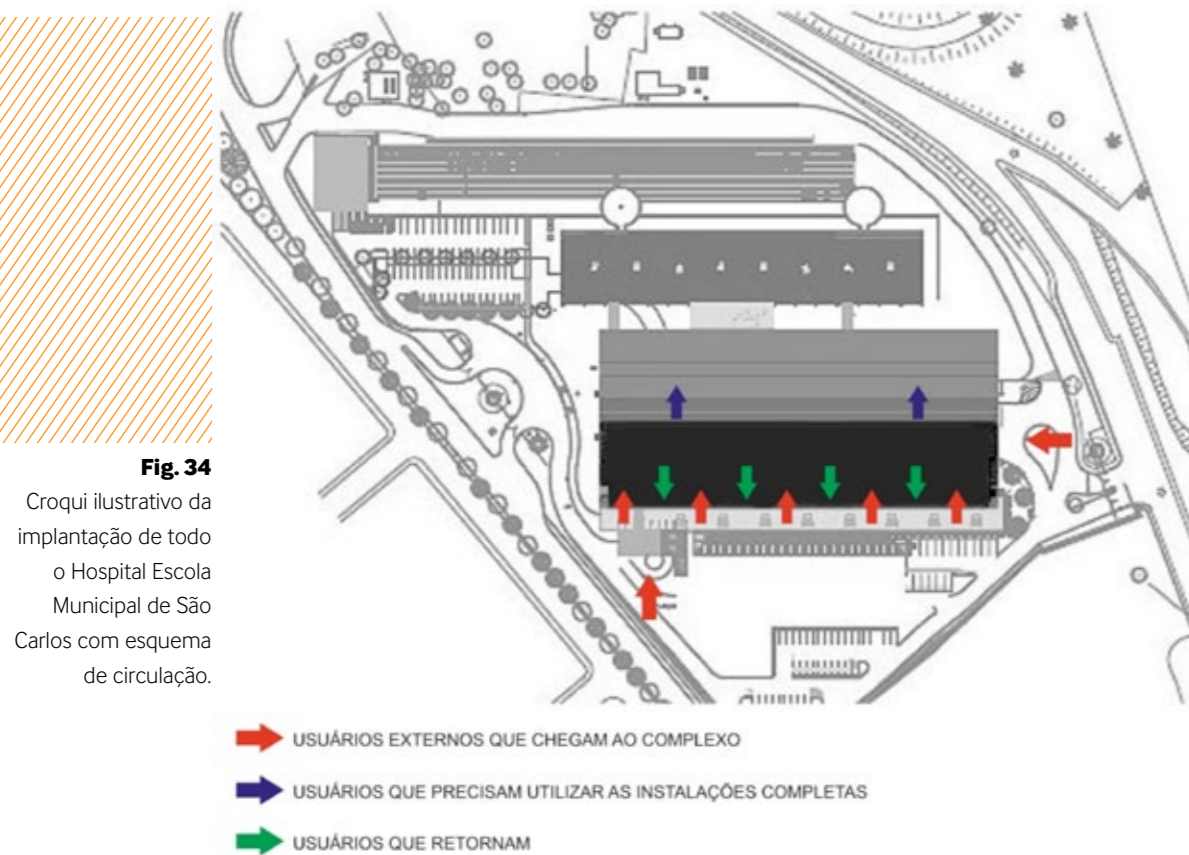 Fig. 34
Croqui ilustrativo da
implantação de todo
o Hospital Escola
Municipal de São
Carlos com esquema
de circulação.
USUÁRIOS EXTERNOS QUE CHEGAM AO COMPLEXO
USUÁRIOS QUE PRECISAM UTILIZAR AS INSTALAÇÕES COMPLETAS
USUÁRIOS QUE RETORNAM